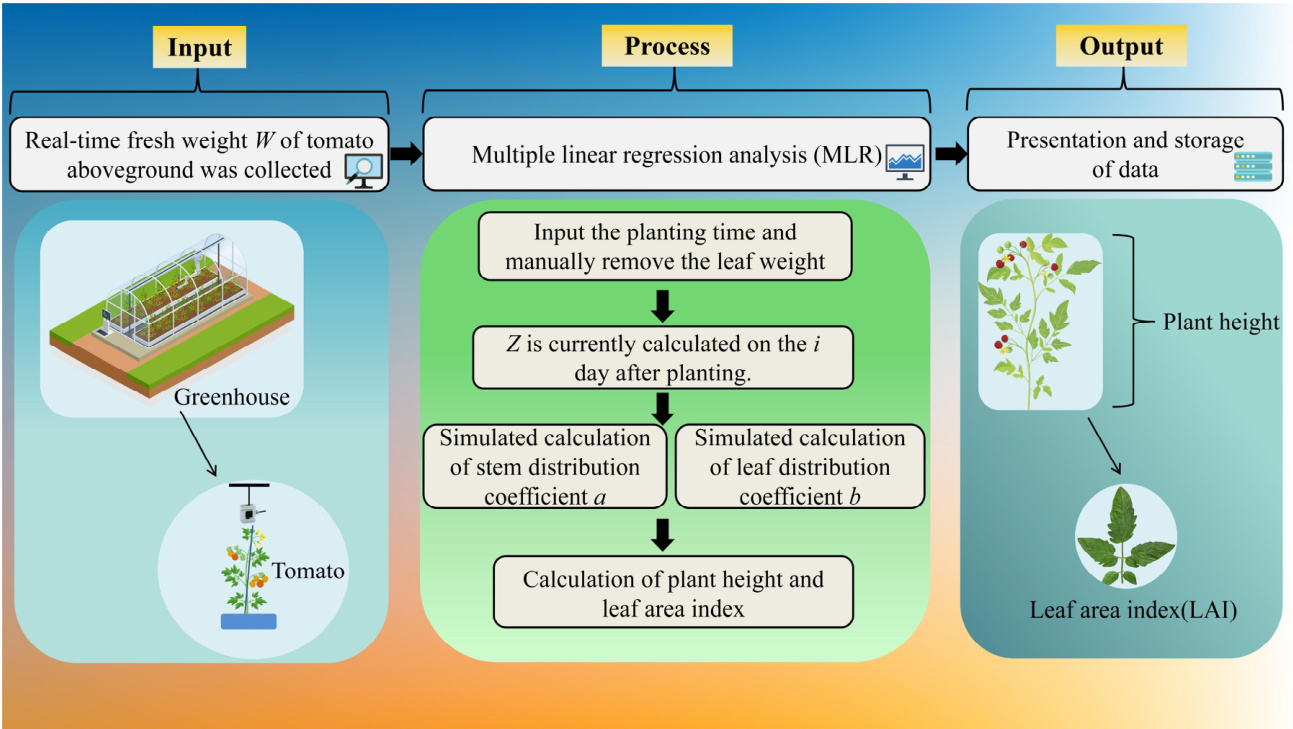 Input
Process
Output
Real-time fresh weight W of tomato
aboveground was collected
Multiple linear regression analysis (MLR)
Presentation and storage
of data
Greenhouse
Tomato
Input the planting time and
manually remove the leaf weight
Z is currently calculated on the i
day after planting.
Simulated calculation
of stem distribution
coefficient a
Simulated calculation
of leaf distribution
coefficient b
Calculation of plant height and
leaf area index
Plant height
Leaf area index(LAI)